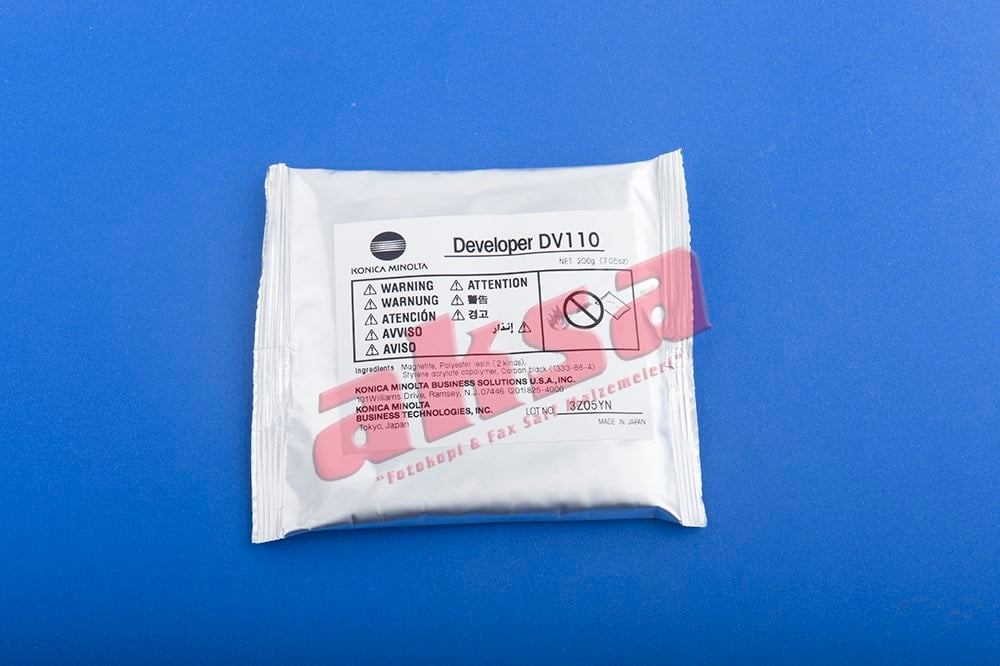 KONICA MINOLTA
Developer DV110
NET 200g (7.05oz)
WARNING
WARNUNG
ATENCIÓN
AVVISO
AVISO
ATTENTION
警告
경고
إنذار
Ingredients Magnetite, Polyester resin (2 kinds),
Styrene acrylate copolymer, Carbon black (1333-86-4)
KONICA MINOLTA BUSINESS SOLUTIONS U.S.A.,INC.
101Williams Drive, Ramsey, N.J. 07446 (201)825-4000
KONICA MINOLTA
BUSINESS TECHNOLOGIES, INC.
Tokyo, Japan
LOT NO. 3Z05YN
MADE IN JAPAN
aksa
"Fotokopi & Fax Sarf Malzemeleri"